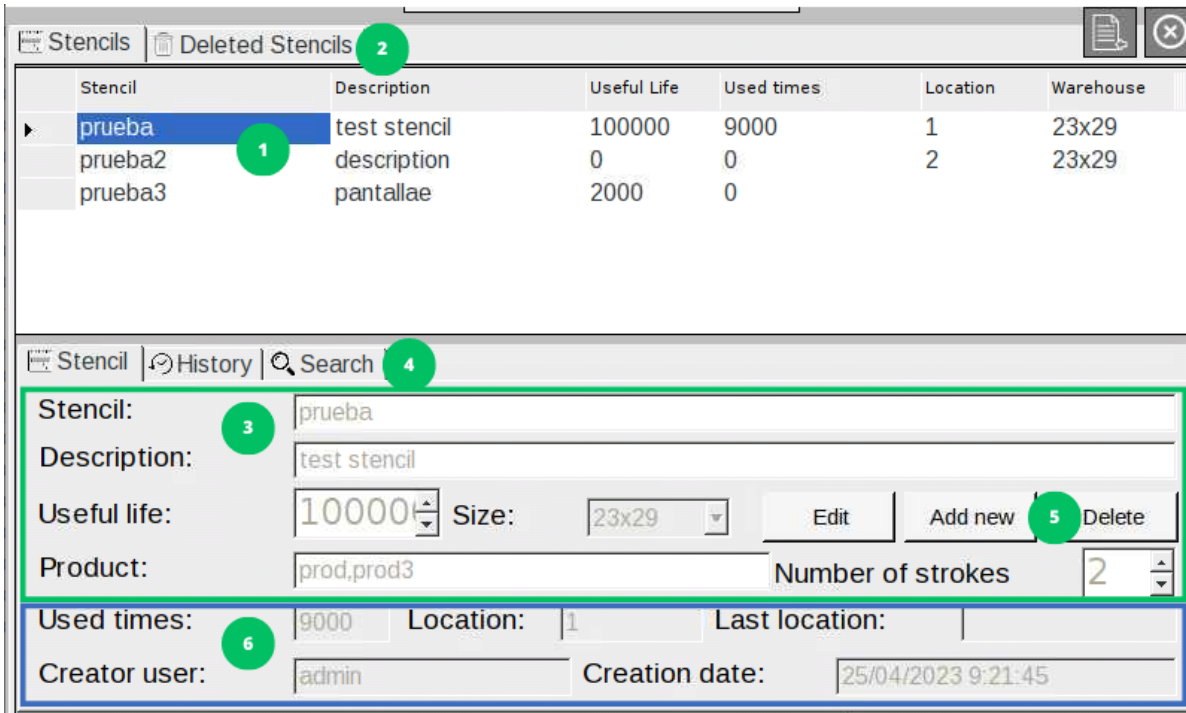 Stencils Deleted Stencils 2
Stencil Description Useful Life Used times Location Warehouse
prueba 1 test stencil 100000 9000 1 23x29
prueba2 description 0 0 2 23x29
prueba3 pantallae 2000 0
Stencil History Search 4
Stencil: 3 prueba
Description: test stencil
Useful life: 100000 Size: 23x29 Edit Add new 5 Delete
Product: prod,prod3 Number of strokes 2
Used times: 6 9000 Location: 1 Last location:
Creator user: admin Creation date: 25/04/2023 9:21:45